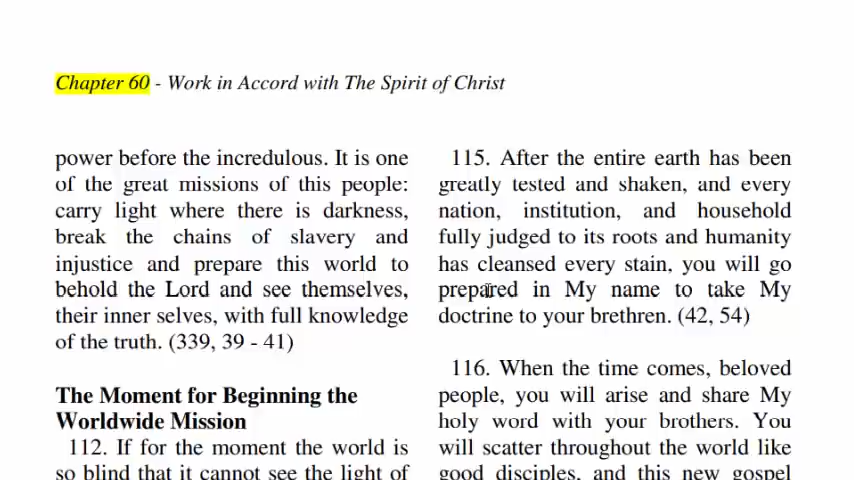 Chapter 60 - Work in Accord with The Spirit of Christ
power before the incredulous. It is one
of the great missions of this people:
carry light where there is darkness,
break the chains of slavery and
injustice and prepare this world to
behold the Lord and see themselves,
their inner selves, with full knowledge
of the truth. (339, 39 - 41)
The Moment for Beginning the
Worldwide Mission
112. If for the moment the world is
so blind that it cannot see the light of
115. After the entire earth has been
greatly tested and shaken, and every
nation, institution, and household
fully judged to its roots and humanity
has cleansed every stain, you will go
prepared in My name to take My
doctrine to your brethren. (42, 54)
116. When the time comes, beloved
people, you will arise and share My
holy word with your brothers. You
will scatter throughout the world like
good disciples, and this new gospel